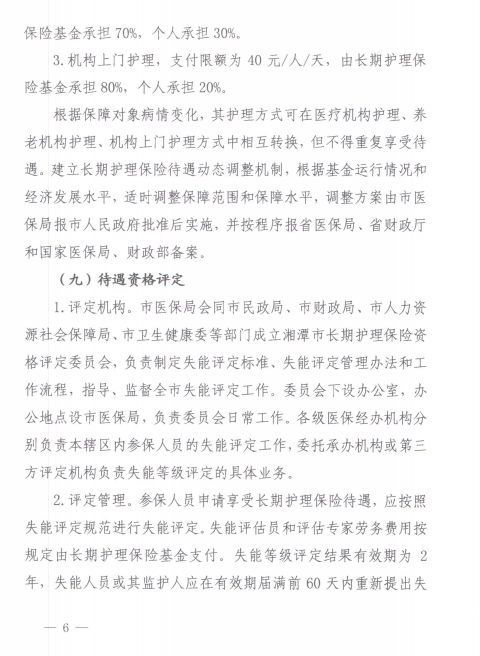 保险基金承担 70%，个人承担 30%。
3.机构上门护理，支付限额为 40 元/人/天，由长期护理保
险基金承担 80%，个人承担 20%。
根据保障对象病情变化，其护理方式可在医疗机构护理、养
老机构护理、机构上门护理方式中相互转换，但不得重复享受待
遇。建立长期护理保险待遇动态调整机制，根据基金运行情况和
经济发展水平，适时调整保障范围和保障水平，调整方案由市医
保局报市人民政府批准后实施，并按程序报省医保局、省财政厅
和国家医保局、财政部备案。
（九）待遇资格评定
1.评定机构。市医保局会同市民政局、市财政局、市人力资
源社会保障局、市卫生健康委等部门成立湘潭市长期护理保险资
格评定委员会，负责制定失能评定标准、失能评定管理办法和工
作流程，指导、监督全市失能评定工作。委员会下设办公室，办
公地点设市医保局，负责委员会日常工作。各级医保经办机构分
别负责本辖区内参保人员的失能评定工作，委托承办机构或第三
方评定机构负责失能等级评定的具体业务。
2.评定管理。参保人员申请享受长期护理保险待遇，应按照
失能评定规范进行失能评定。失能评估员和评估专家劳务费用按
规定由长期护理保险基金支付。失能等级评定结果有效期为 2
年，失能人员或其监护人应在有效期届满前 60 天内重新提出失
— 6 —